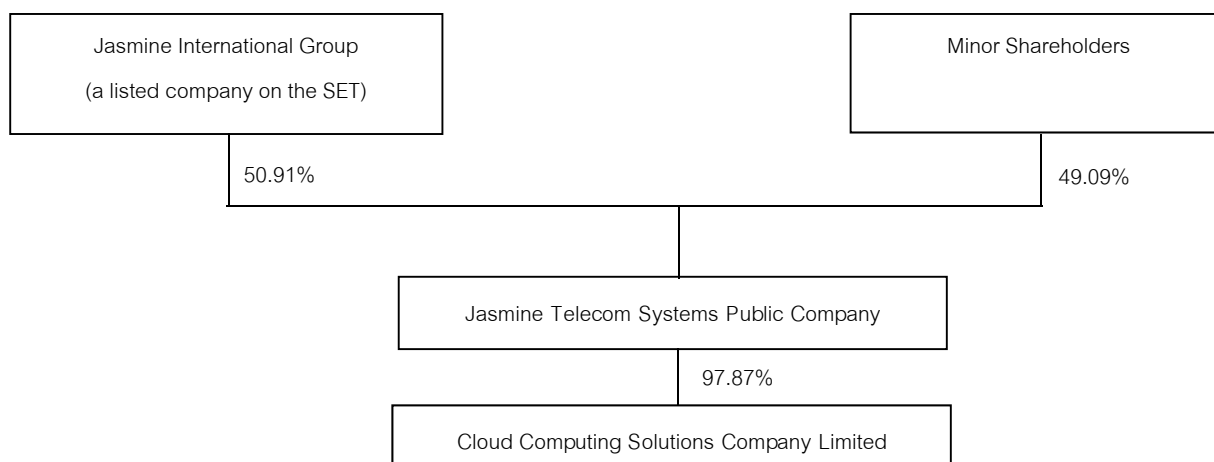 Jasmine International Group
(a listed company on the SET)
Minor Shareholders
50.91%
49.09%
Jasmine Telecom Systems Public Company
97.87%
Cloud Computing Solutions Company Limited